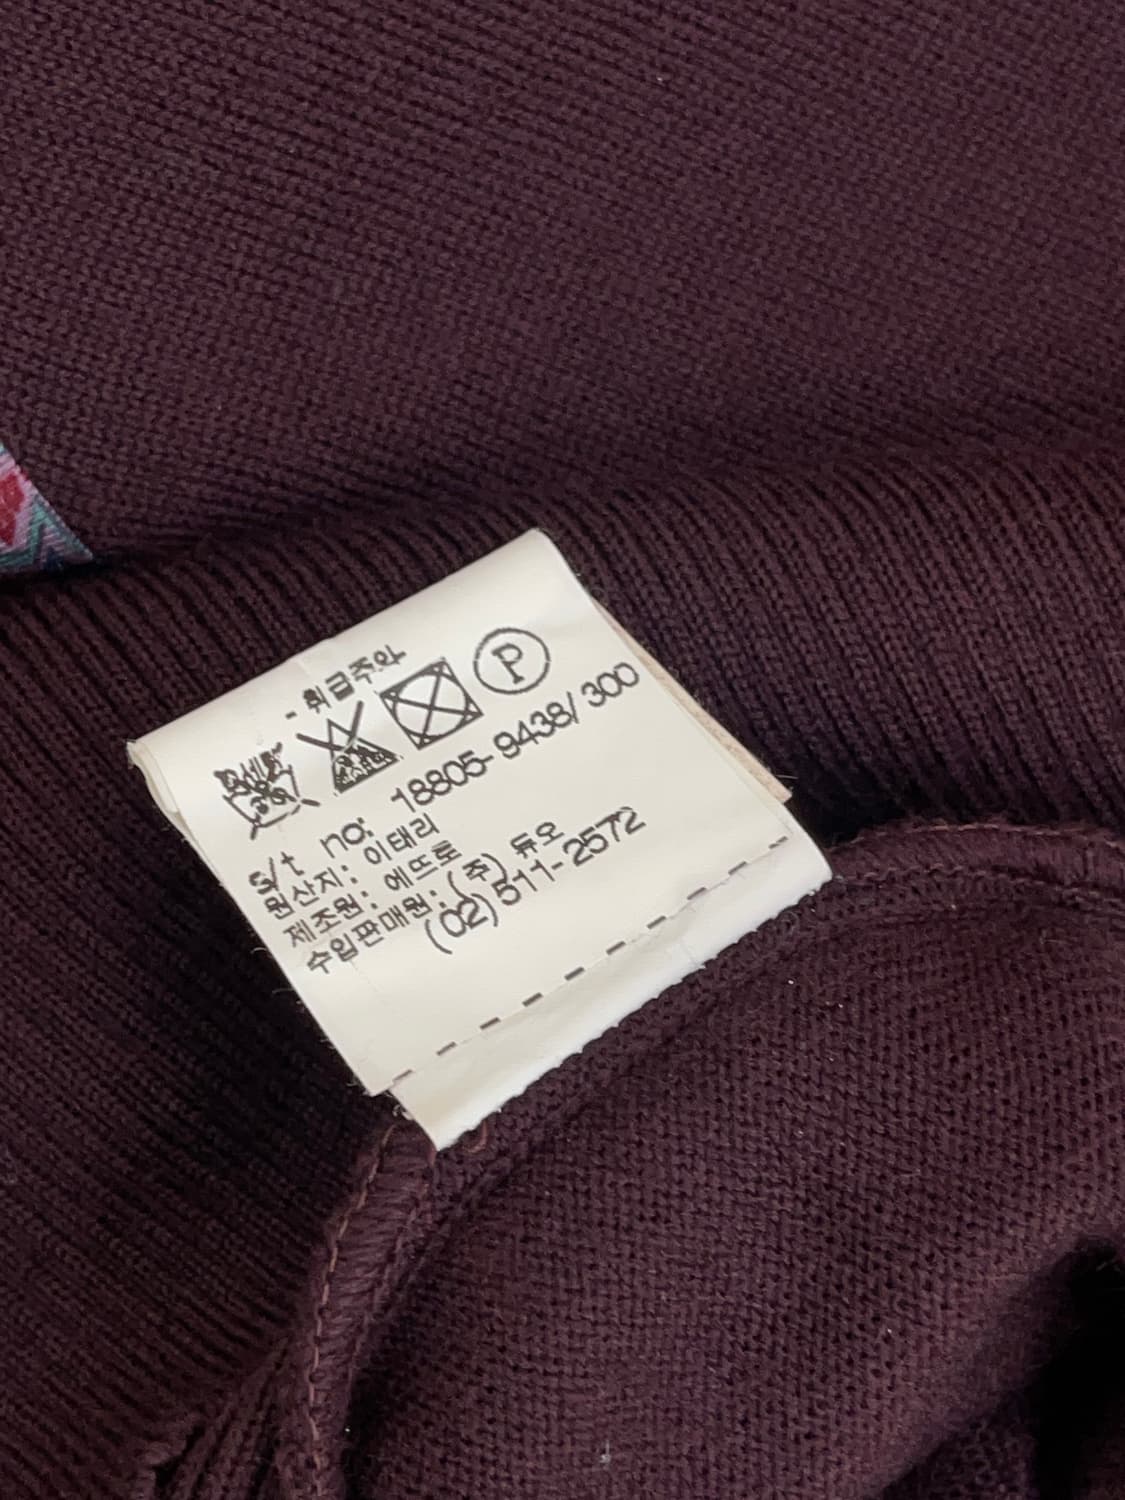 - 취급주의
P
s/t no: 18805-9438/300
원산지: 이태리
제조원: 에뜨로
수입판매원: (주) 듀오
(02) 511-2572